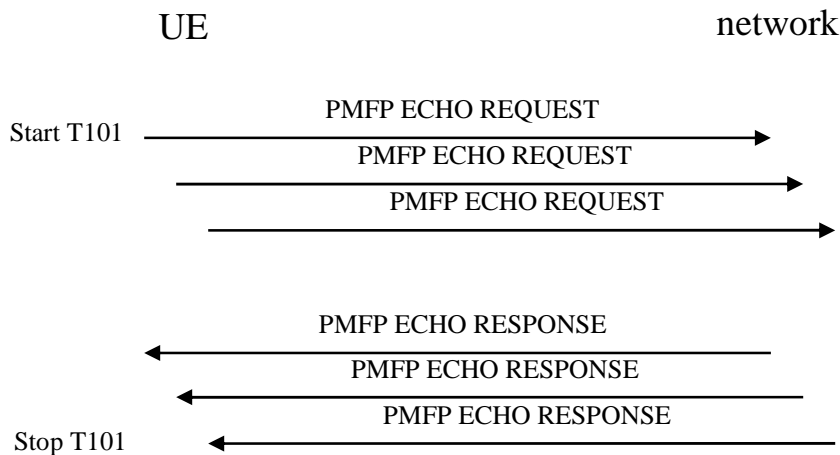 UE
network
PMFP ECHO REQUEST
Start T101
PMFP ECHO REQUEST
PMFP ECHO REQUEST
PMFP ECHO RESPONSE
PMFP ECHO RESPONSE
PMFP ECHO RESPONSE
Stop T101